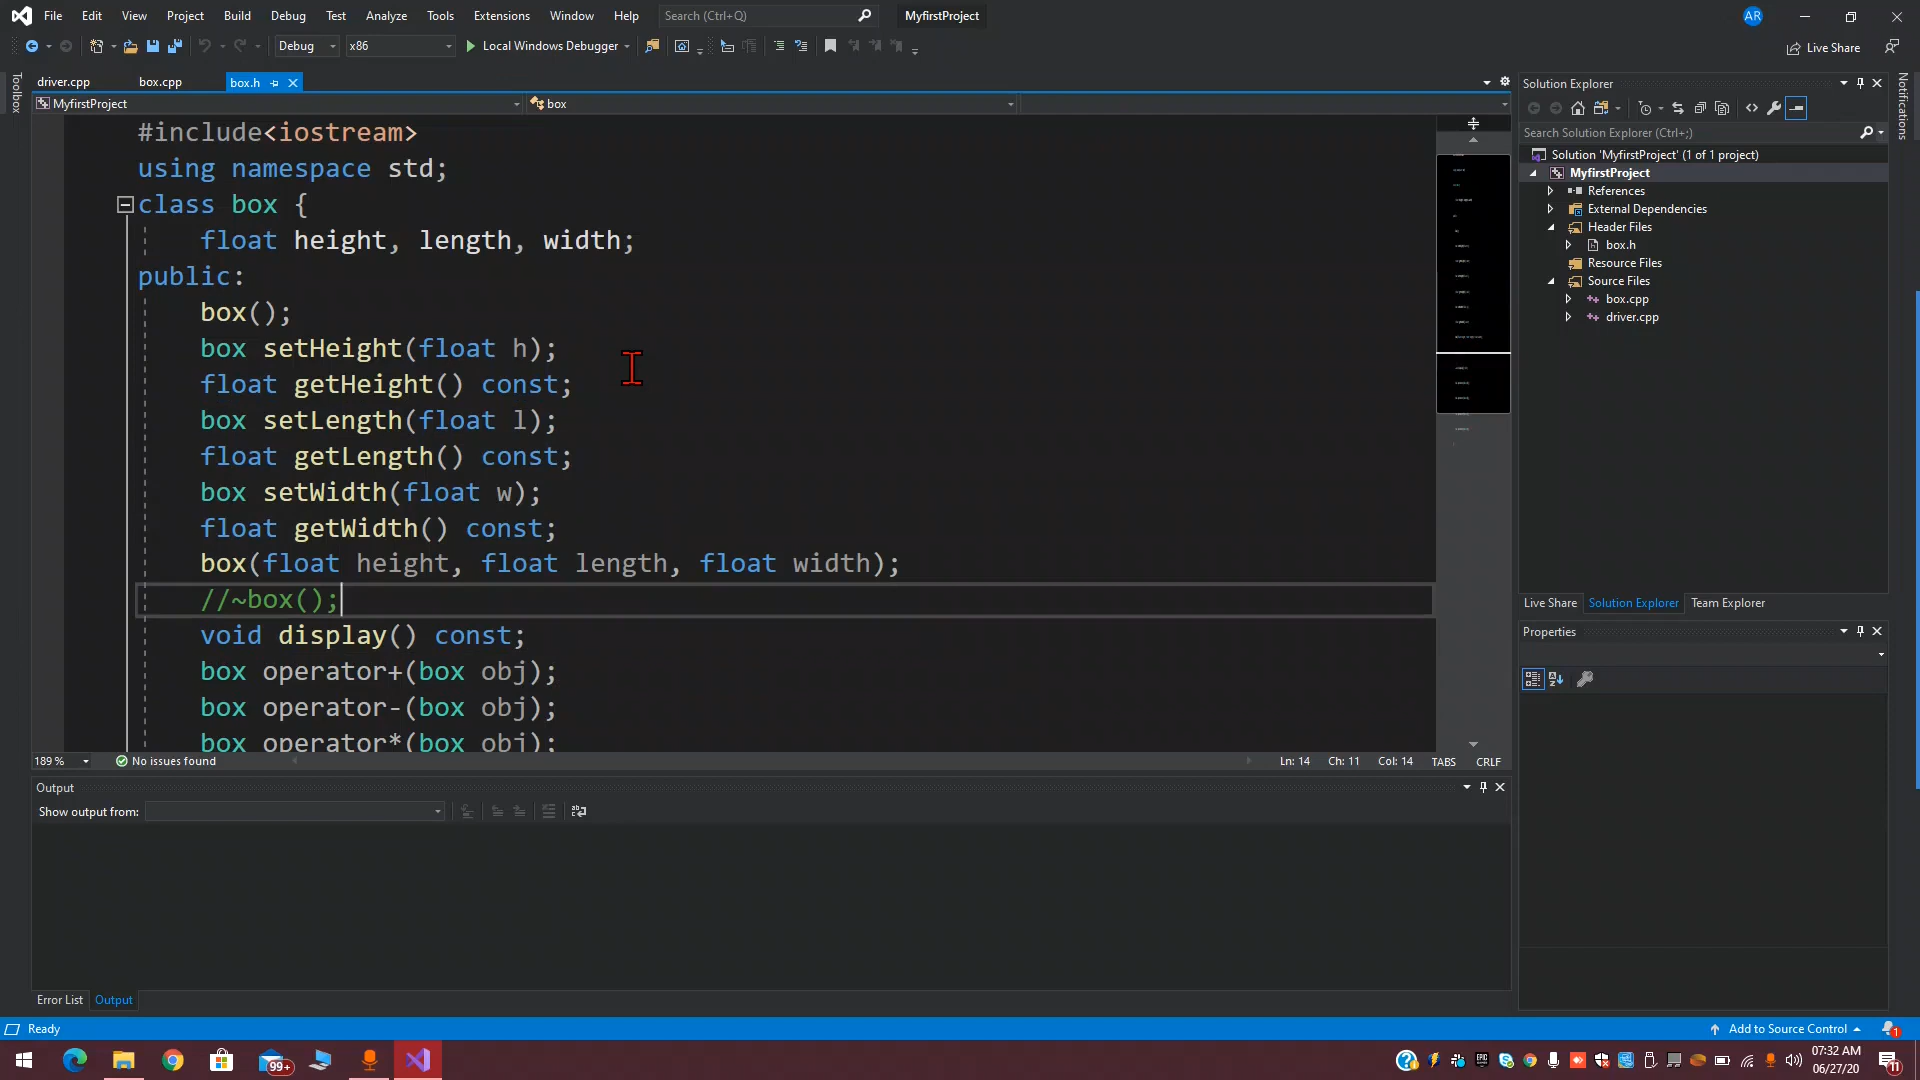 File Edit View Project Build Debug Test Analyze Tools Extensions Window Help Search (Ctrl+Q) MyfirstProject AR
Debug x86 Local Windows Debugger Live Share
Toolbox
driver.cpp box.cpp box.h
MyfirstProject box
#include<iostream>
using namespace std;
class box {
float height, length, width;
public:
box();
box setHeight(float h);
float getHeight() const;
box setLength(float l);
float getLength() const;
box setWidth(float w);
float getWidth() const;
box(float height, float length, float width);
//~box();
void display() const;
box operator+(box obj);
box operator-(box obj);
box operator*(box obj);
189 % No issues found Ln: 14 Ch: 11 Col: 14 TABS CRLF
Output
Show output from:
Error List Output
Solution Explorer
Search Solution Explorer (Ctrl+;)
Solution 'MyfirstProject' (1 of 1 project)
MyfirstProject
References
External Dependencies
Header Files
box.h
Resource Files
Source Files
box.cpp
driver.cpp
Live Share Solution Explorer Team Explorer
Properties
Notifications
Ready Add to Source Control 1
99+
07:32 AM
06/27/20
11